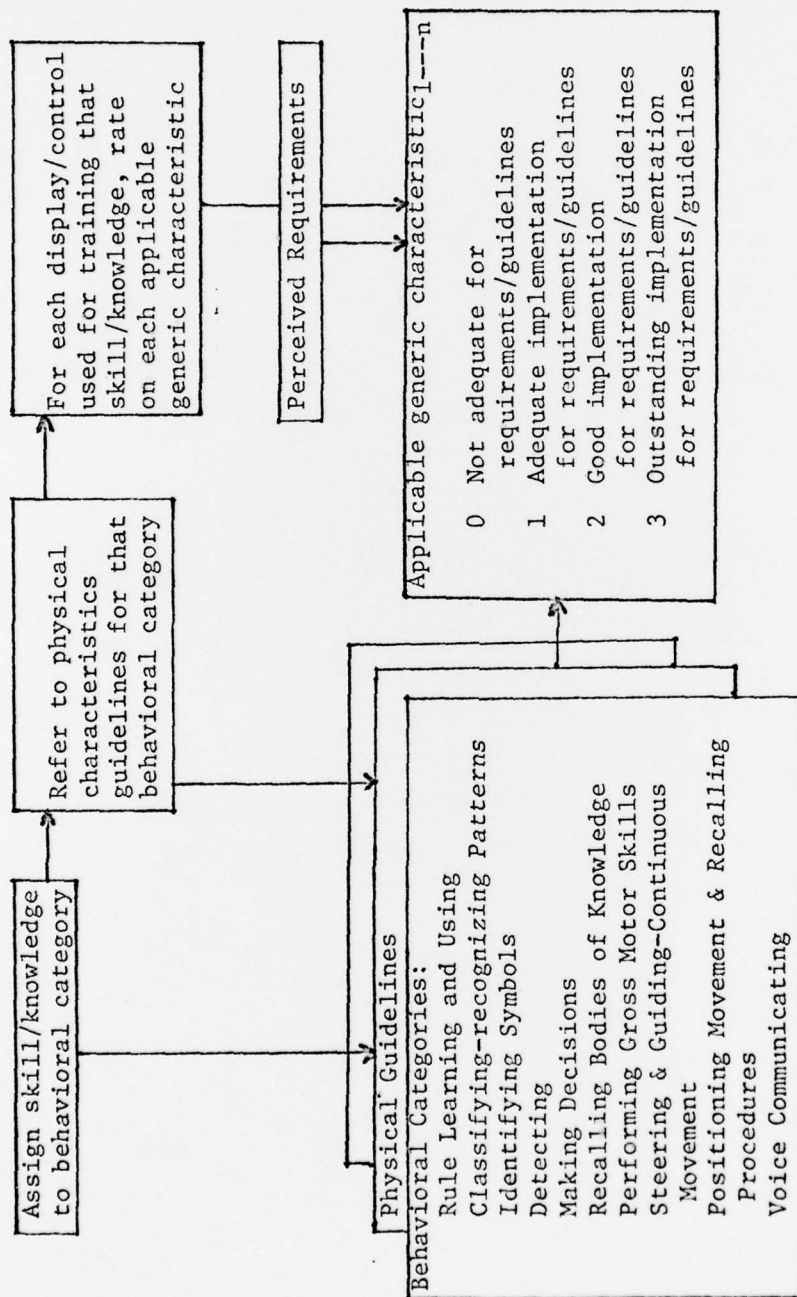 Assign skill/knowledge
to behavioral category
Refer to physical
characteristics
guidelines for that
behavioral category
For each display/control
used for training that
skill/knowledge, rate
on each applicable
generic characteristic
Perceived Requirements
Physical Guidelines
Behavioral Categories:
Rule Learning and Using
Classifying-recognizing Patterns
Identifying Symbols
Detecting
Making Decisions
Recalling Bodies of Knowledge
Performing Gross Motor Skills
Steering & Guiding-Continuous
Movement
Positioning Movement & Recalling
Procedures
Voice Communicating
Applicable generic characteristic1---n
0 Not adequate for
requirements/guidelines
1 Adequate implementation
for requirements/guidelines
2 Good implementation
for requirements/guidelines
3 Outstanding implementation
for requirements/guidelines